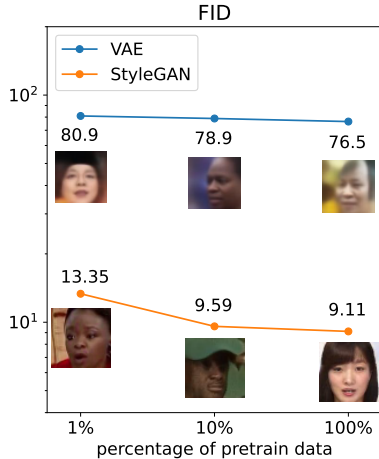 FID
VAE
StyleGAN
10²
80.9 78.9 76.5
13.35 9.59 9.11
10¹
1% 10% 100%
percentage of pretrain data